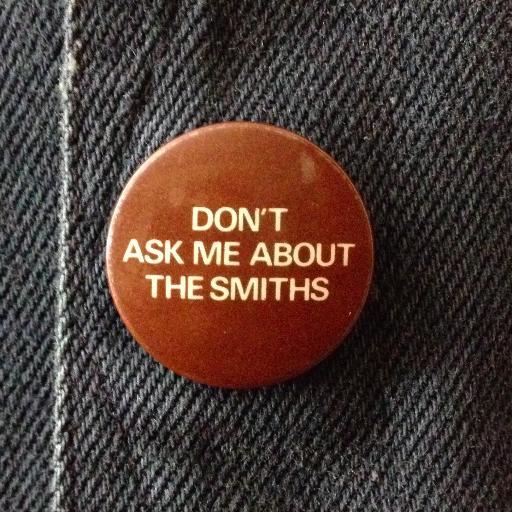 DON'T
ASK ME ABOUT
THE SMITHS